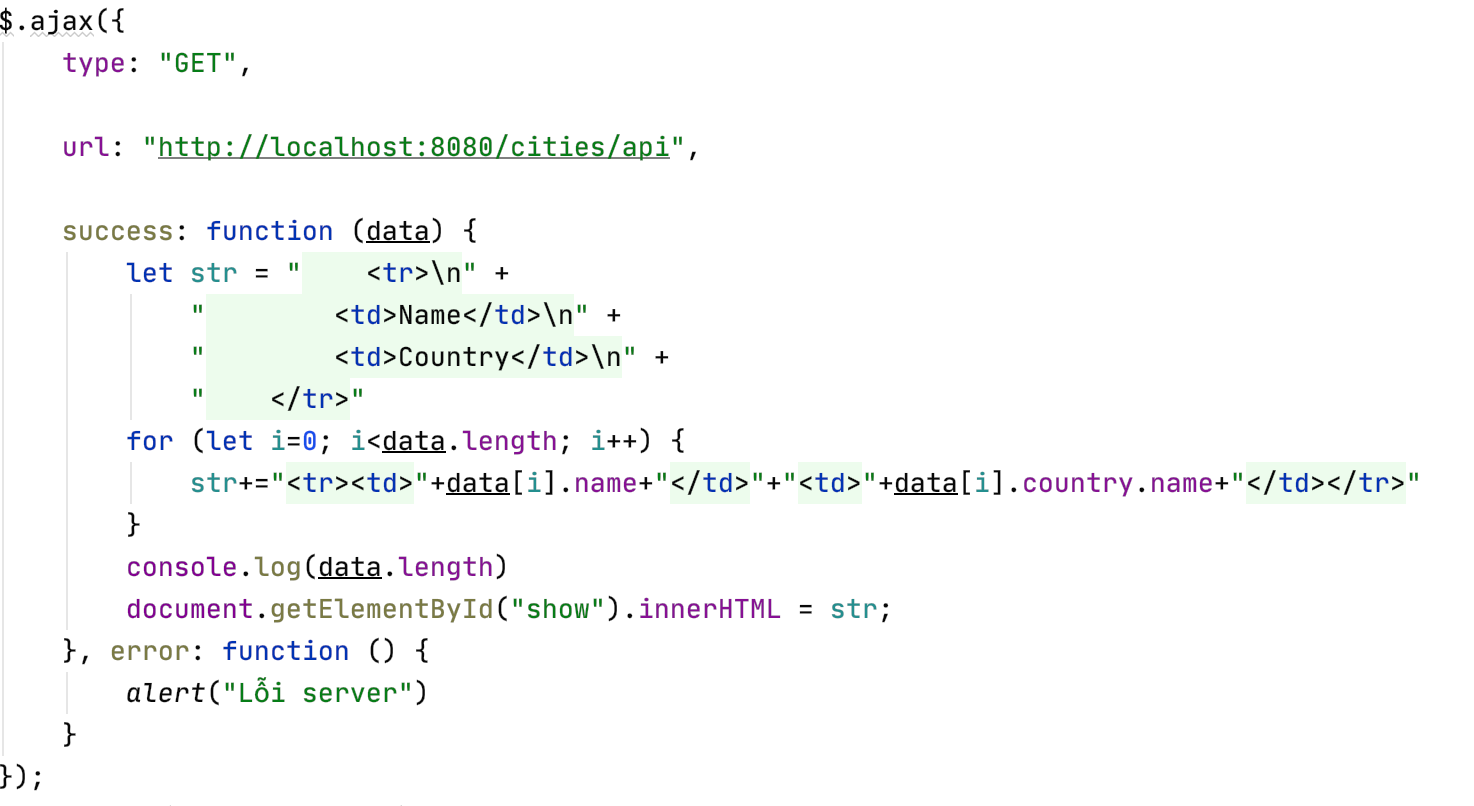 $.ajax({
    type: "GET",
    url: "http://localhost:8080/cities/api",
    success: function (data) {
        let str = "    <tr>\n" +
            "        <td>Name</td>\n" +
            "        <td>Country</td>\n" +
            "    </tr>"
        for (let i=0; i<data.length; i++) {
            str+="<tr><td>"+data[i].name+"</td>"+"<td>"+data[i].country.name+"</td></tr>"
        }
        console.log(data.length)
        document.getElementById("show").innerHTML = str;
    }, error: function () {
        alert("Lỗi server")
    }
});